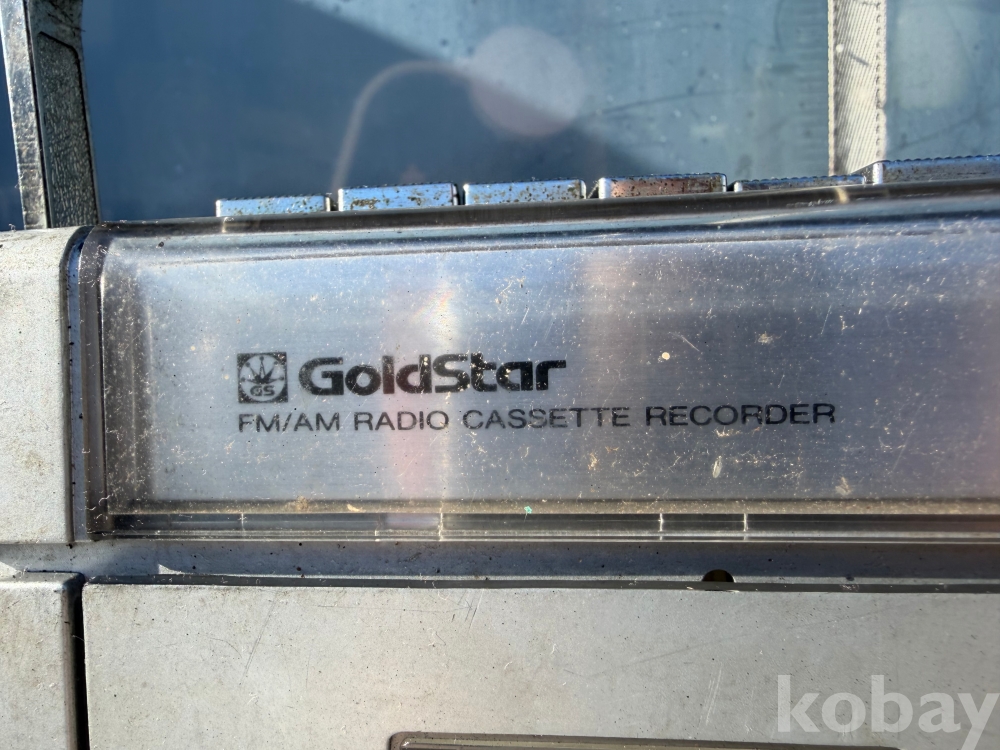 GS GoldStar
FM/AM RADIO CASSETTE RECORDER
kobay